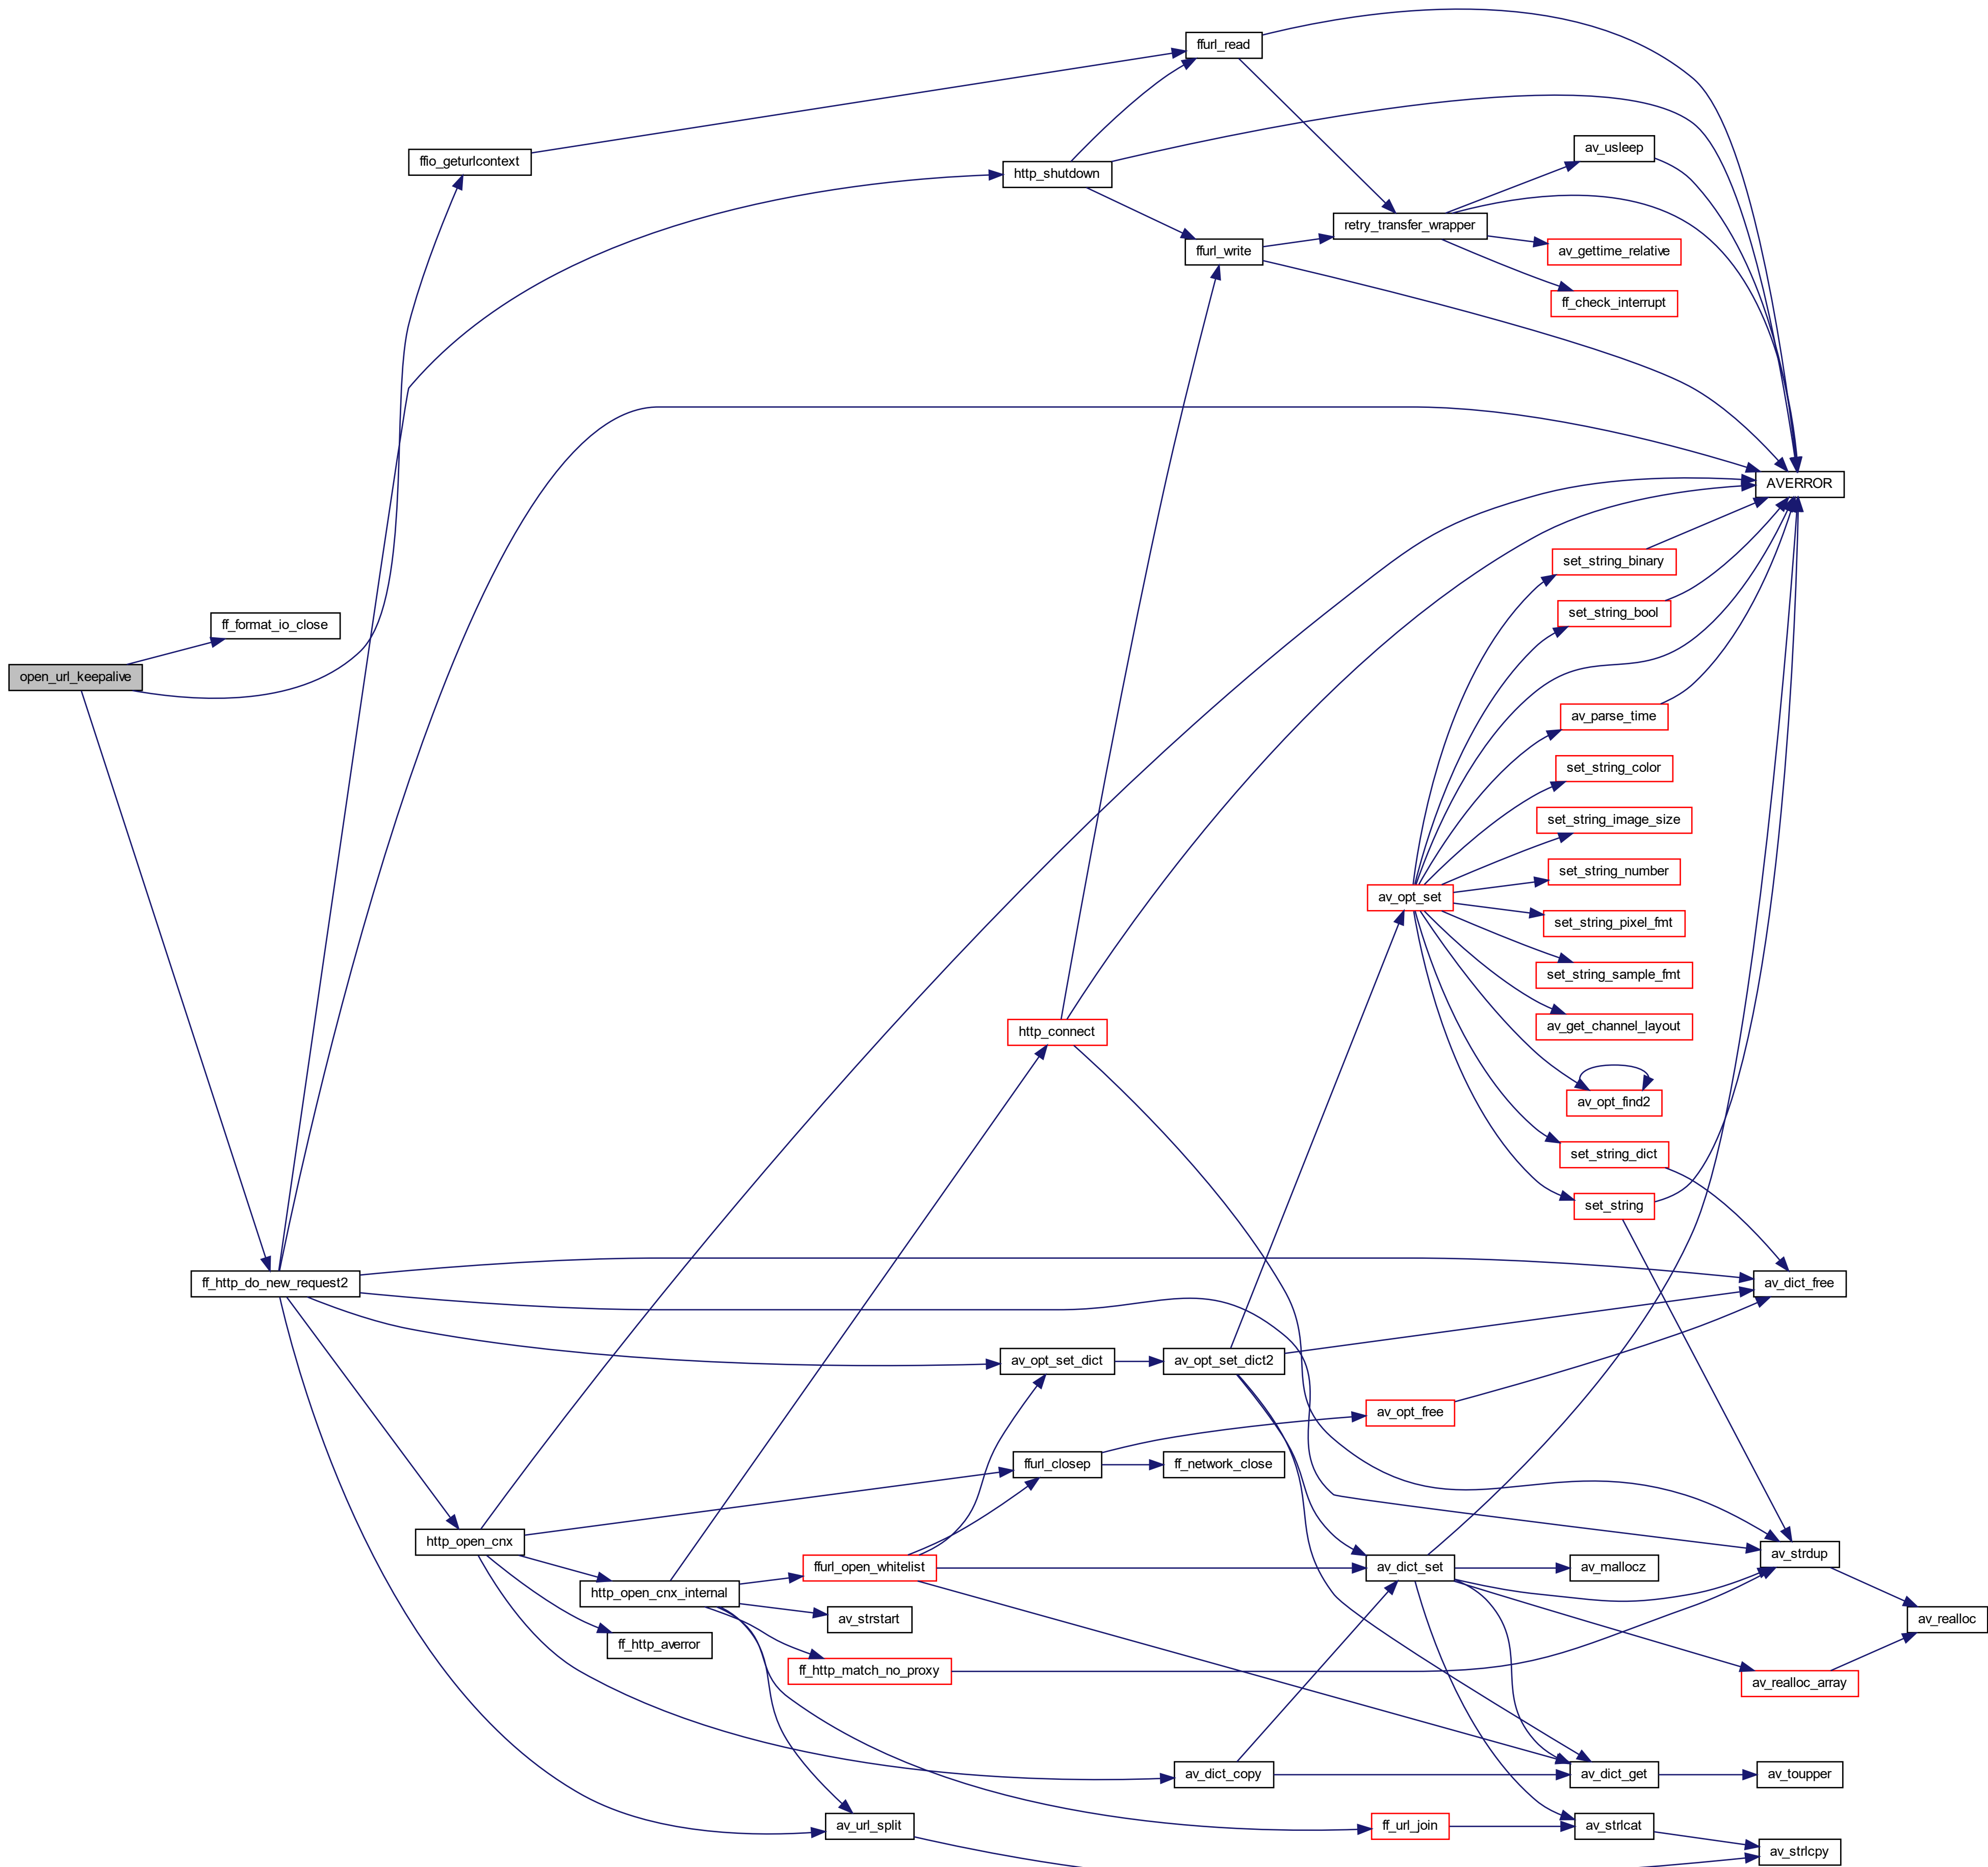 ffurl_read
av_usleep
ffio_geturlcontext
http_shutdown
retry_transfer_wrapper
ffurl_write
av_gettime_relative
ff_check_interrupt
AVERROR
set_string_binary
set_string_bool
ff_format_io_close
open_url_keepalive
av_parse_time
set_string_color
set_string_image_size
set_string_number
av_opt_set
set_string_pixel_fmt
set_string_sample_fmt
av_get_channel_layout
http_connect
av_opt_find2
set_string_dict
set_string
ff_http_do_new_request2
av_dict_free
av_opt_set_dict
av_opt_set_dict2
av_opt_free
ffurl_closep
ff_network_close
http_open_cnx
av_strdup
ffurl_open_whitelist
av_dict_set
av_mallocz
http_open_cnx_internal
av_strstart
av_realloc
ff_http_averror
ff_http_match_no_proxy
av_realloc_array
av_dict_copy
av_dict_get
av_toupper
av_url_split
ff_url_join
av_strlcat
av_strlcpy